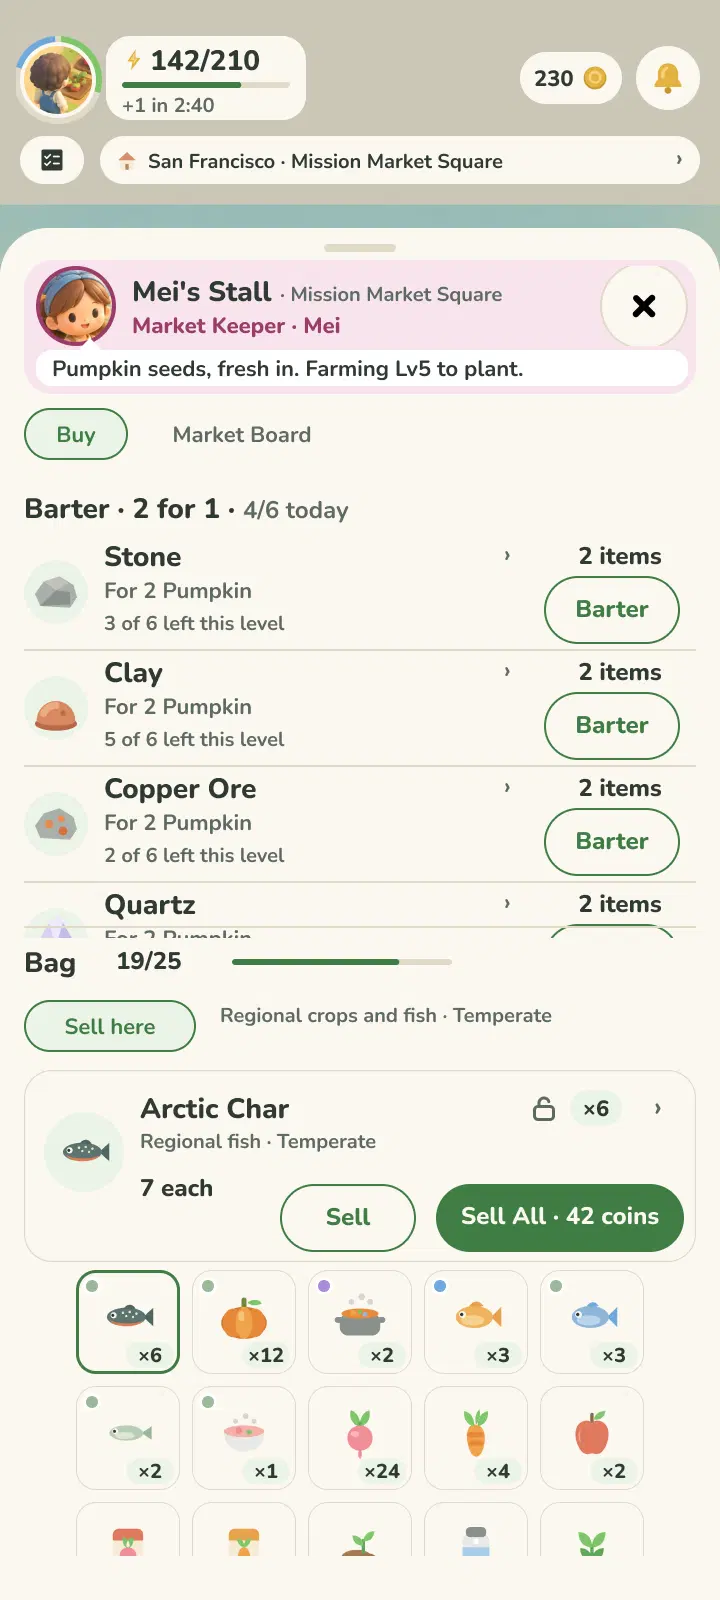 142/210
+1 in 2:40
230
San Francisco · Mission Market Square ›
Mei's Stall · Mission Market Square
Market Keeper · Mei
Pumpkin seeds, fresh in. Farming Lv5 to plant.
Buy Market Board
Barter · 2 for 1 · 4/6 today
Stone › 2 items
For 2 Pumpkin
Barter
3 of 6 left this level
Clay › 2 items
For 2 Pumpkin
Barter
5 of 6 left this level
Copper Ore › 2 items
For 2 Pumpkin
Barter
2 of 6 left this level
Quartz › 2 items
For 2 Pumpkin
Bag 19/25
Sell here Regional crops and fish · Temperate
Arctic Char ×6 ›
Regional fish · Temperate
7 each
Sell Sell All · 42 coins
×6 ×12 ×2 ×3 ×3
×2 ×1 ×24 ×4 ×2